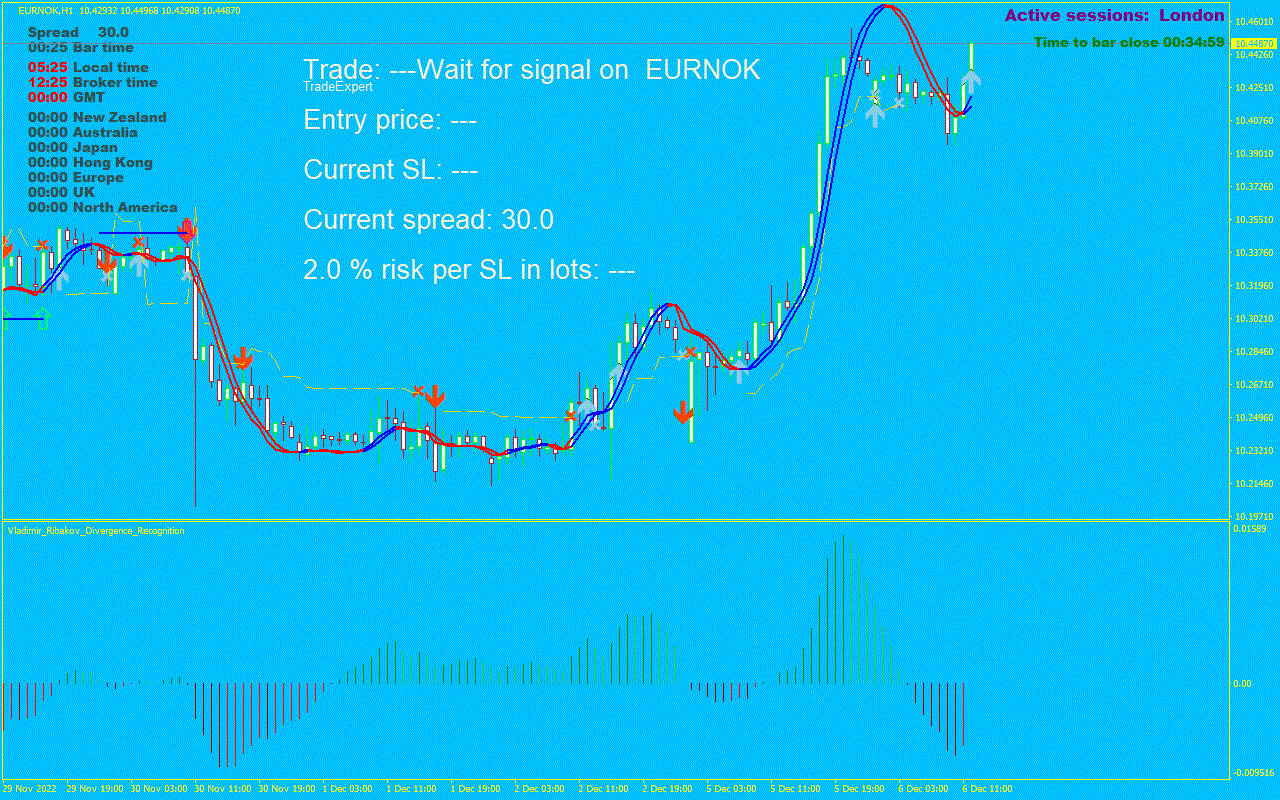 EURNOK,H1 10.42932 10.44968 10.42908 10.44870
Active sessions: London
Time to bar close 00:34:59
Spread 30.0
00:25 Bar time
05:25 Local time
12:25 Broker time
00:00 GMT
00:00 New Zealand
00:00 Australia
00:00 Japan
00:00 Hong Kong
00:00 Europe
00:00 UK
00:00 North America
Trade: ---Wait for signal on EURNOK
TradeExpert
Entry price: ---
Current SL: ---
Current spread: 30.0
2.0 % risk per SL in lots: ---
10.46010
10.44870
10.44260
10.42510
10.40760
10.39010
10.37260
10.35510
10.33760
10.31960
10.30210
10.28460
10.26710
10.24960
10.23210
10.21460
10.19710
Vladimir_Ribakov_Divergence_Recognition
0.01589
0.00
-0.009516
29 Nov 2022
29 Nov 19:00
30 Nov 03:00
30 Nov 11:00
30 Nov 19:00
1 Dec 03:00
1 Dec 11:00
1 Dec 19:00
2 Dec 03:00
2 Dec 11:00
2 Dec 19:00
5 Dec 03:00
5 Dec 11:00
5 Dec 19:00
6 Dec 03:00
6 Dec 11:00